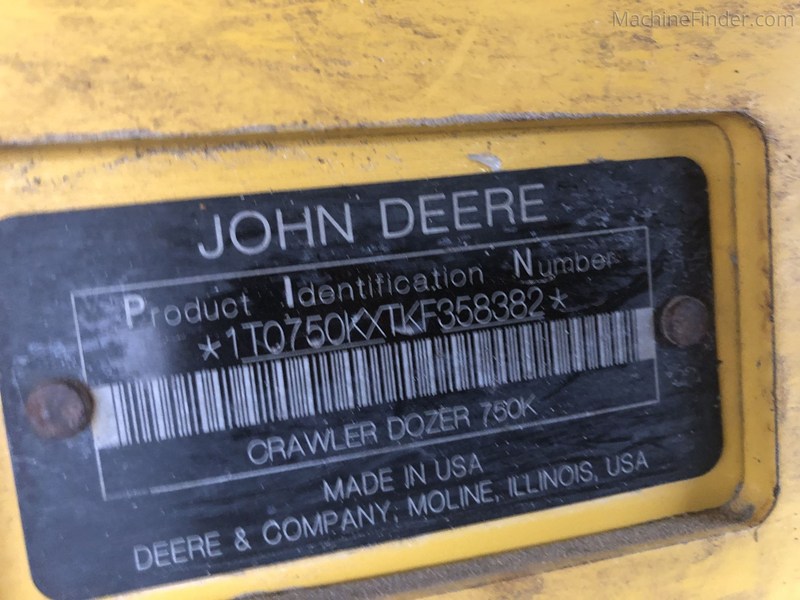 MachineFinder.com
JOHN DEERE
Product Identification Number
*1T0750KXTKF358382*
CRAWLER DOZER 750K
MADE IN USA
DEERE & COMPANY, MOLINE, ILLINOIS, USA